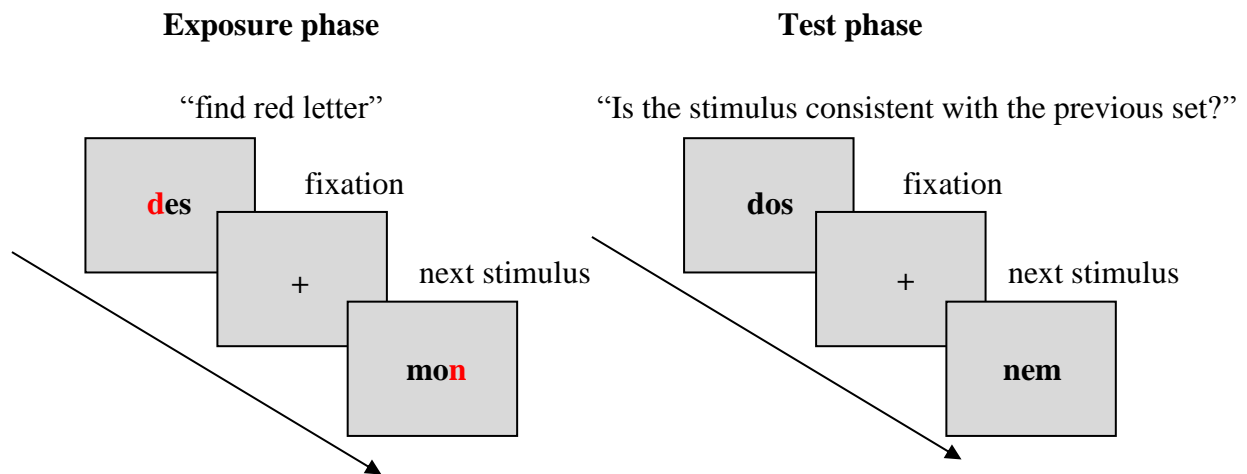 Exposure phase
“find red letter”
des
fixation
+
next stimulus
mon
Test phase
“Is the stimulus consistent with the previous set?”
dos
fixation
+
next stimulus
nem